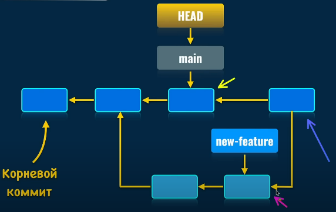 HEAD
main
new-feature
Корневой
коммит